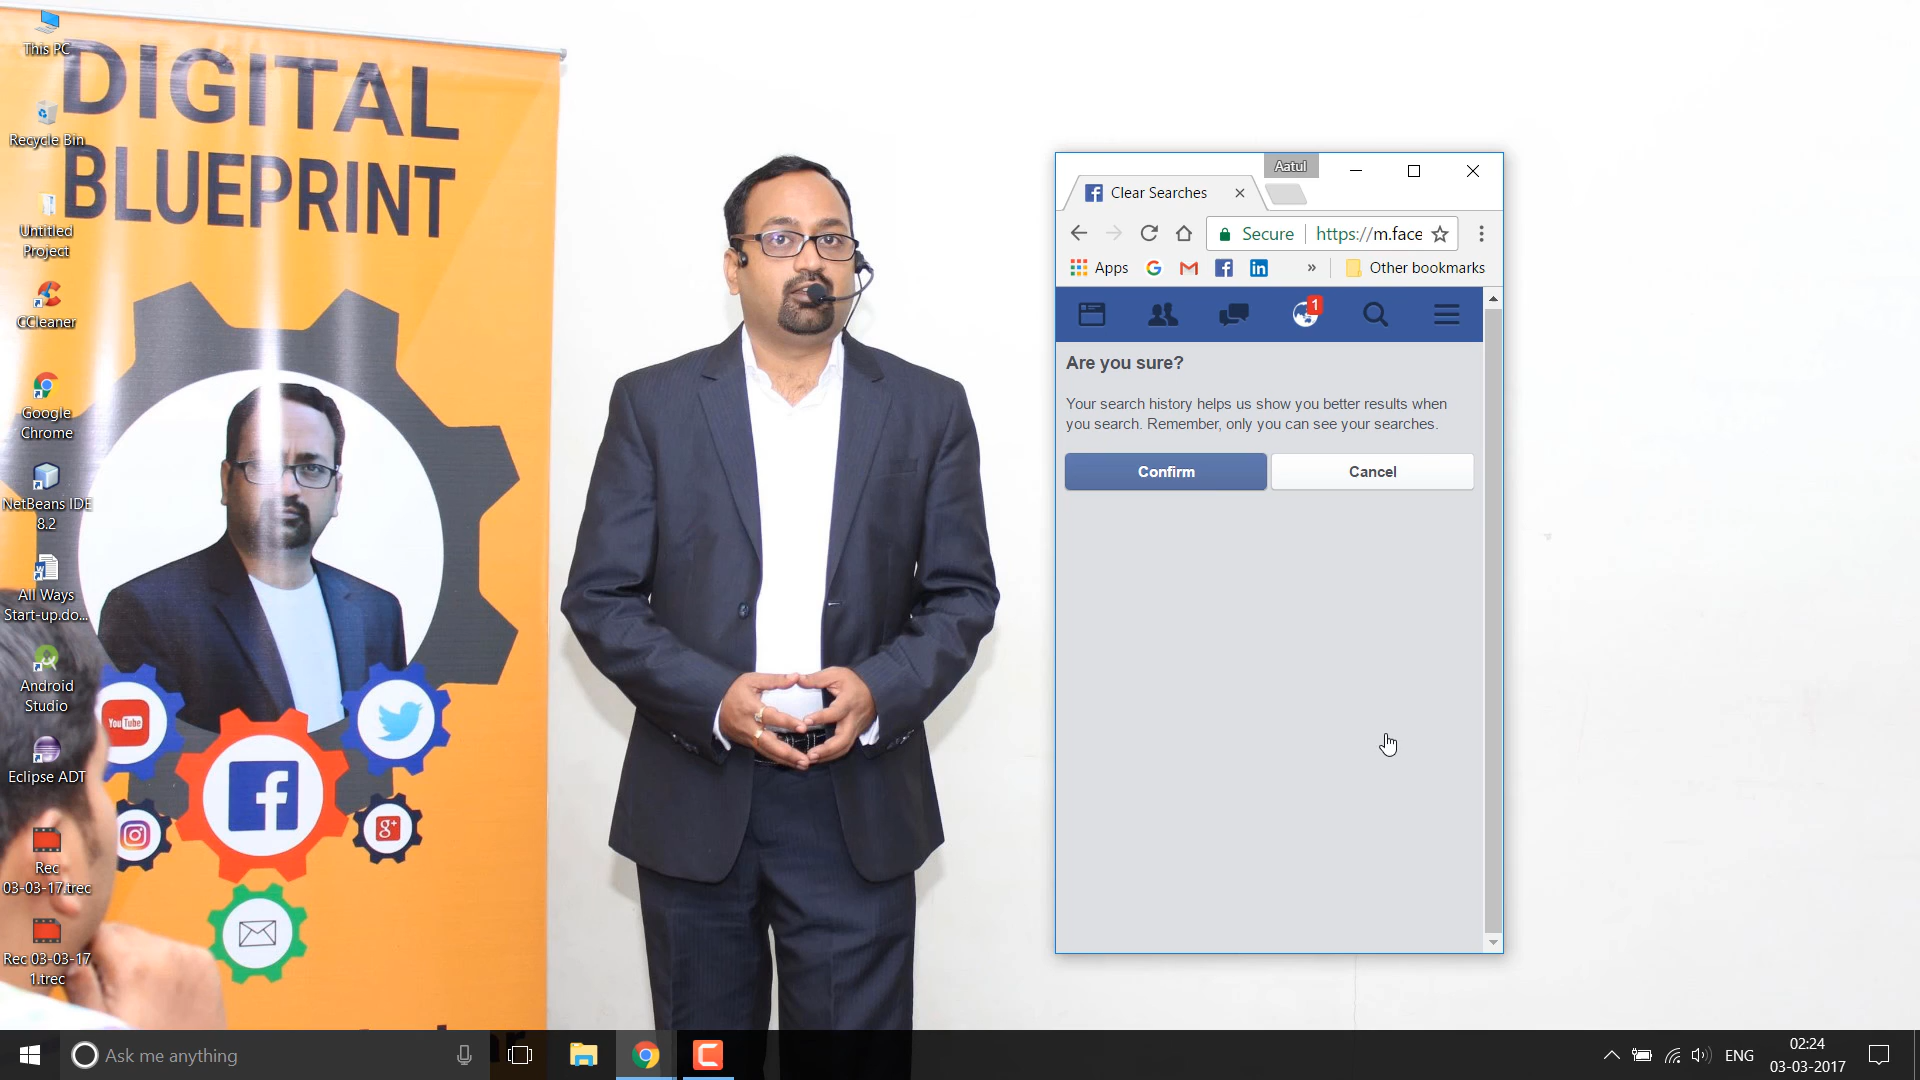 This PC
Recycle Bin
Untitled
Project
CCleaner
Google
Chrome
NetBeans IDE
8.2
All Ways
Start-up.do...
Android
Studio
Eclipse ADT
Rec
03-03-17.trec
Rec 03-03-17
1.trec
DIGITAL
BLUEPRINT
You Tube
g+
Aatul
Clear Searches
Secure
https://m.face
Apps
»
Other bookmarks
1
Are you sure?
Your search history helps us show you better results when
you search. Remember, only you can see your searches.
Confirm
Cancel
Ask me anything
ENG
02:24
03-03-2017